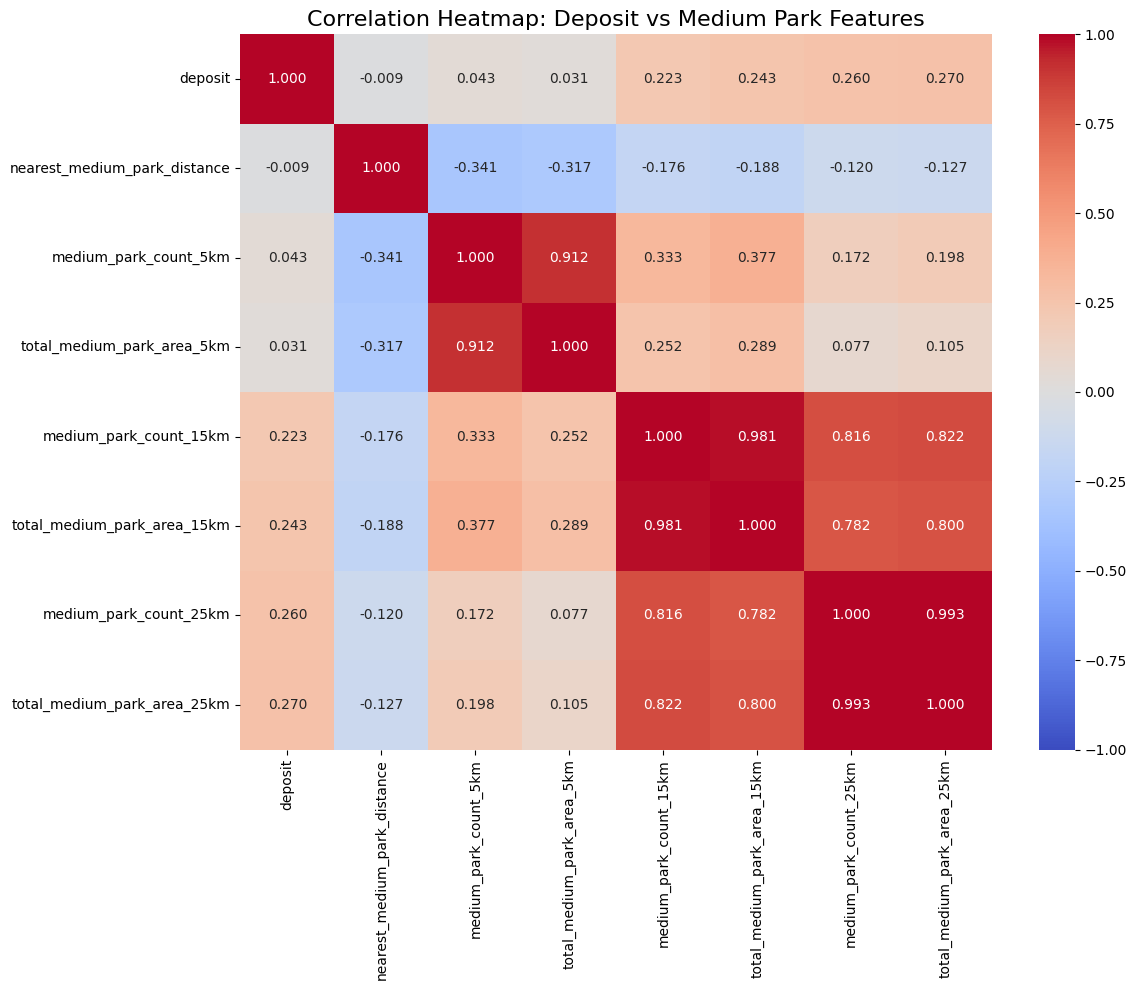 Correlation Heatmap: Deposit vs Medium Park Features
deposit 1.000 -0.009 0.043 0.031 0.223 0.243 0.260 0.270
nearest_medium_park_distance -0.009 1.000 -0.341 -0.317 -0.176 -0.188 -0.120 -0.127
medium_park_count_5km 0.043 -0.341 1.000 0.912 0.333 0.377 0.172 0.198
total_medium_park_area_5km 0.031 -0.317 0.912 1.000 0.252 0.289 0.077 0.105
medium_park_count_15km 0.223 -0.176 0.333 0.252 1.000 0.981 0.816 0.822
total_medium_park_area_15km 0.243 -0.188 0.377 0.289 0.981 1.000 0.782 0.800
medium_park_count_25km 0.260 -0.120 0.172 0.077 0.816 0.782 1.000 0.993
total_medium_park_area_25km 0.270 -0.127 0.198 0.105 0.822 0.800 0.993 1.000
deposit
nearest_medium_park_distance
medium_park_count_5km
total_medium_park_area_5km
medium_park_count_15km
total_medium_park_area_15km
medium_park_count_25km
total_medium_park_area_25km
1.00
0.75
0.50
0.25
0.00
−0.25
−0.50
−0.75
−1.00